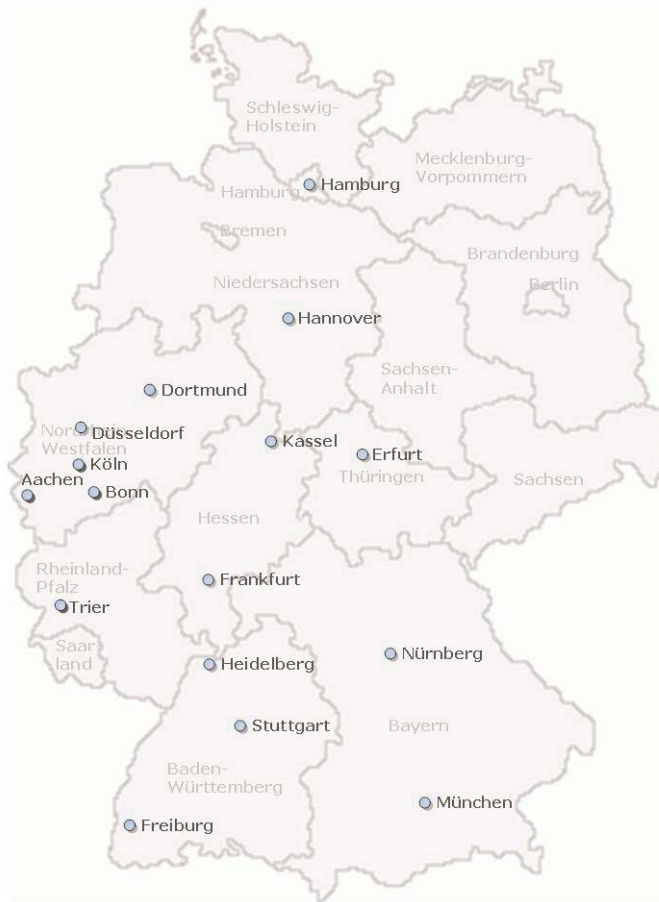 Schleswig-
Holstein
Mecklenburg-
Vorpommern
Hamburg
Hamburg
Bremen
Brandenburg
Berlin
Niedersachsen
Hannover
Sachsen-
Anhalt
Dortmund
Nordrhein-
Westfalen
Düsseldorf
Kassel
Erfurt
Köln
Thüringen
Sachsen
Aachen
Bonn
Hessen
Rheinland-
Pfalz
Frankfurt
Trier
Saar-
land
Heidelberg
Nürnberg
Stuttgart
Bayern
Baden-
Württemberg
München
Freiburg